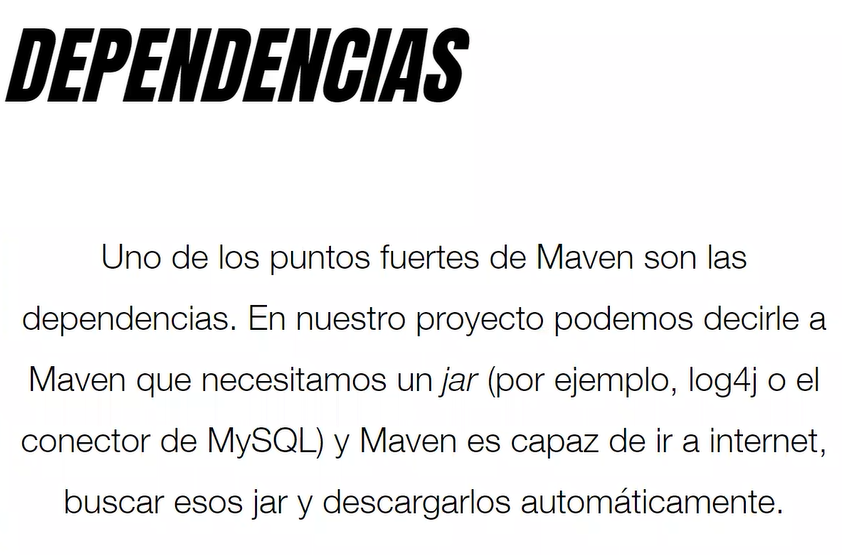 DEPENDENCIAS
Uno de los puntos fuertes de Maven son las
dependencias. En nuestro proyecto podemos decirle a
Maven que necesitamos un jar (por ejemplo, log4j o el
conector de MySQL) y Maven es capaz de ir a internet,
buscar esos jar y descargarlos automáticamente.